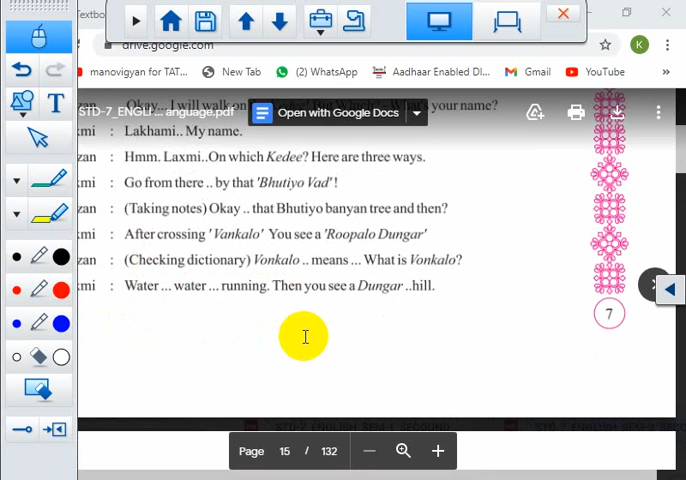 Textbo
drive.google.com
K
manovigyan for TAT...
New Tab
(2) WhatsApp
Aadhaar Enabled DI...
Gmail
YouTube
»
zan : Okay... I will walk on What's your name?
STD-7_ENGLI ... anguage.pdf
Open with Google Docs
kmi : Lakhami.. My name.
zan : Hmm. Laxmi..On which Kedee? Here are three ways.
xmi : Go from there .. by that 'Bhutiyo Vad'!
zan : (Taking notes) Okay .. that Bhutiyo banyan tree and then?
xmi : After crossing 'Vankalo' You see a 'Roopalo Dungar'
zan : (Checking dictionary) Vonkalo .. means ... What is Vonkalo?
xmi : Water ... water ... running. Then you see a Dungar ..hill.
7
T
Page 15 / 132